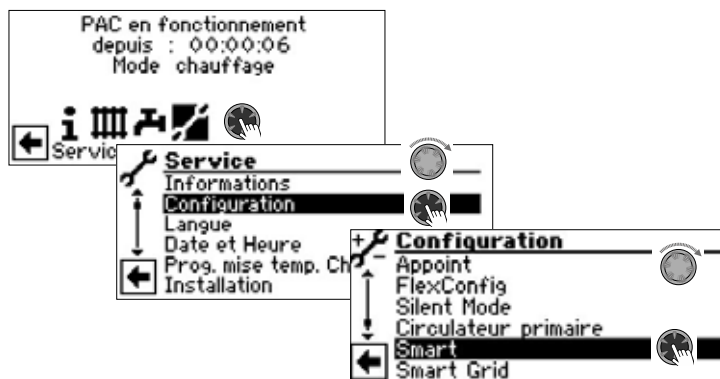 PAC en fonctionnement
depuis : 00:00:06
Mode chauffage
Servic
Service
Informations
Configuration
Langue
Date et Heure
Prog. mise temp. Ch
Installation
Configuration
Appoint
FlexConfig
Silent Mode
Circulateur primaire
Smart
Smart Grid